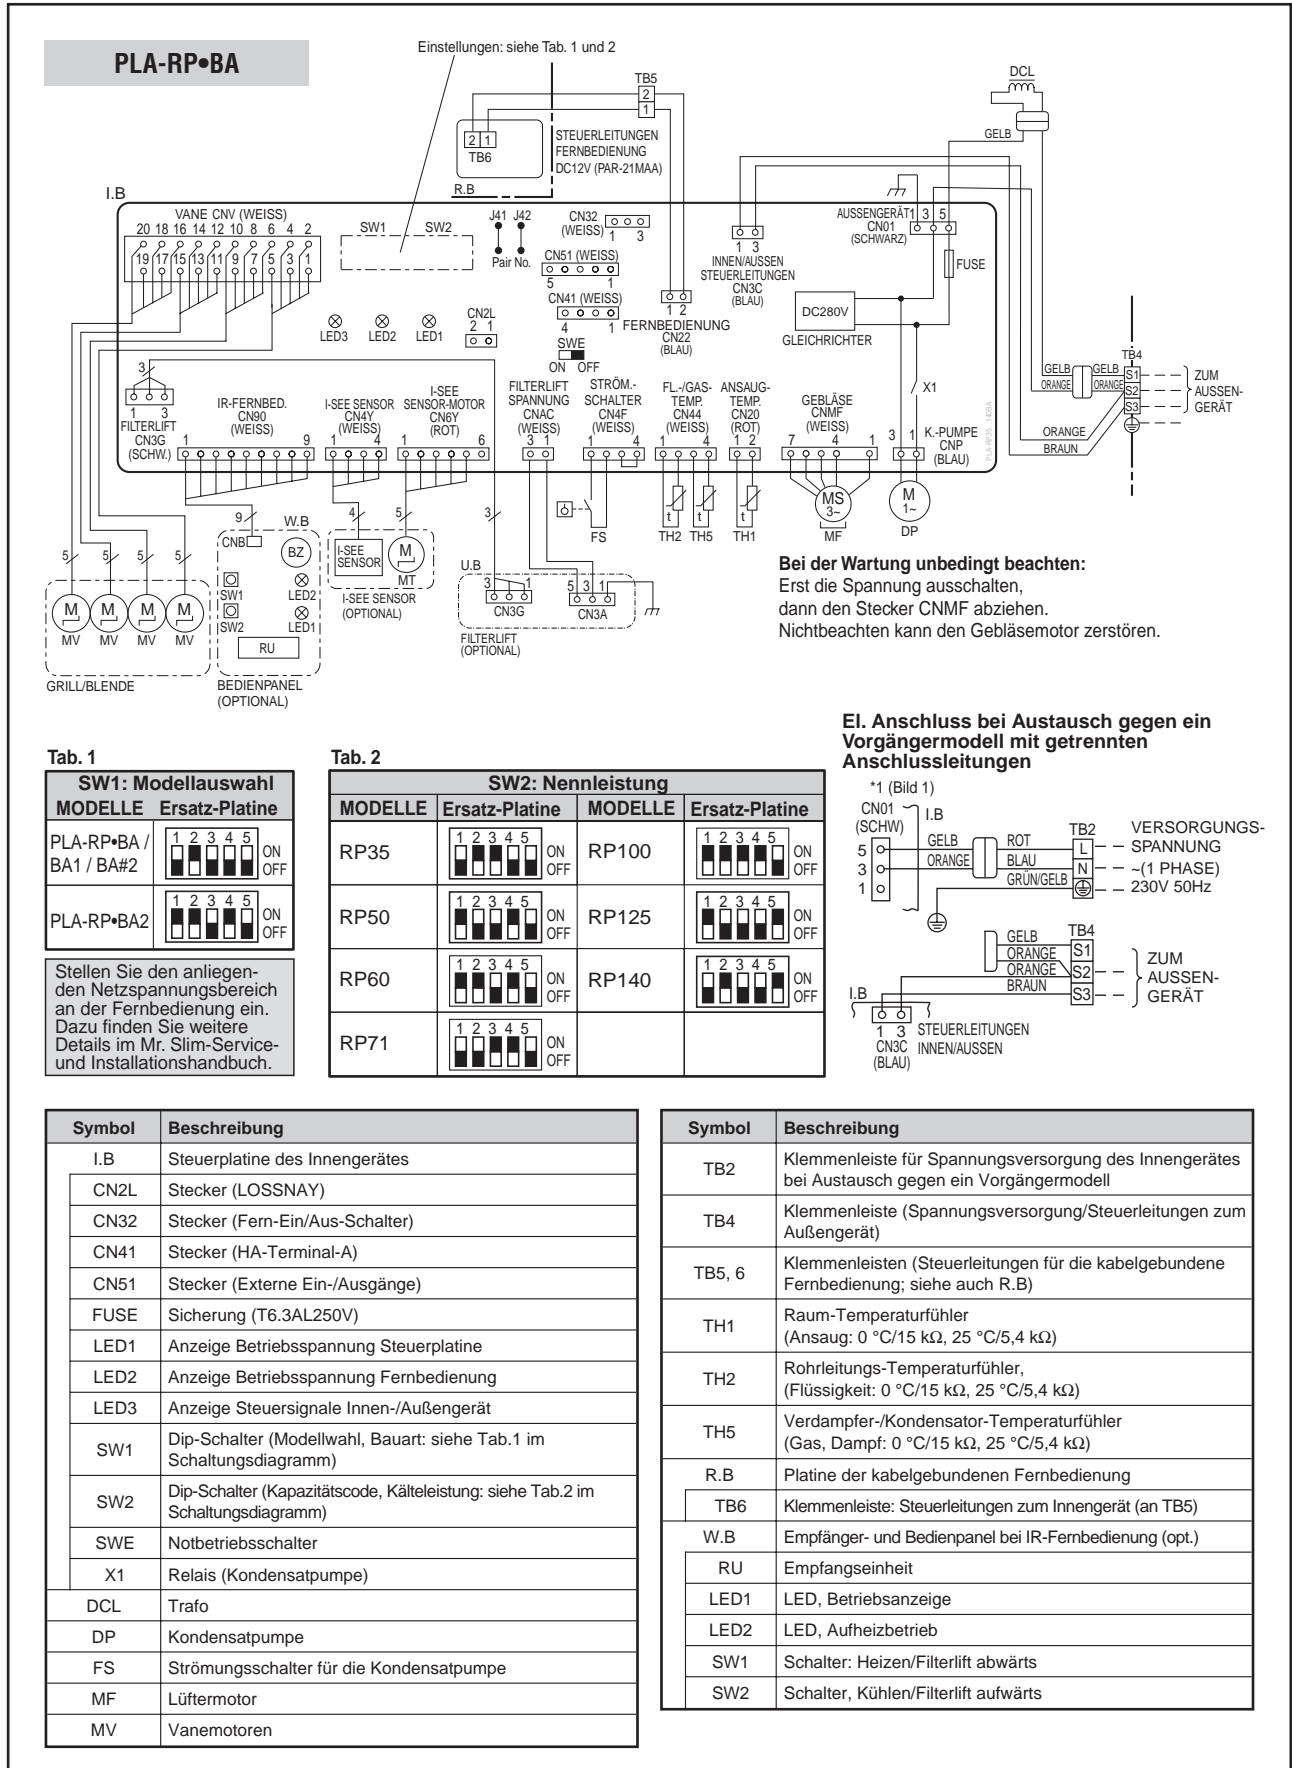 PLA-RP•BA
Einstellungen: siehe Tab. 1 und 2
TB5
2
1
2 1
TB6
STEUERLEITUNGEN
FERNBEDIENUNG
DC12V (PAR-21MAA)
R.B
DCL
GELB
I.B
VANE CNV (WEISS)
20 18 16 14 12 10 8 6 4 2
19 17 15 13 11 9 7 5 3 1
SW1 SW2
J41 J42
Pair No.
CN32
(WEISS)
1 3
CN51 (WEISS)
5 1
CN41 (WEISS)
4 1
1 3
INNEN/AUSSEN
STEUERLEITUNGEN
CN3C
(BLAU)
AUSSENGERÄT
1 3 5
CN01
(SCHWARZ)
FUSE
LED3 LED2 LED1
CN2L
2 1
SWE
ON OFF
1 2
FERNBEDIENUNG
CN22
(BLAU)
DC280V
GLEICHRICHTER
X1
TB4
GELB GELB S1
ORANGE ORANGE S2
S3
ZUM
AUSSEN-
GERÄT
ORANGE
BRAUN
3
1 3
FILTERLIFT
CN3G
(SCHW.)
IR-FERNBED.
CN90
(WEISS)
1 9
I-SEE SENSOR
CN4Y
(WEISS)
1 4
I-SEE
SENSOR-MOTOR
CN6Y
(ROT)
1 6
FILTERLIFT
SPANNUNG
CNAC
(WEISS)
3 1
STRÖM.-
SCHALTER
CN4F
(WEISS)
1 4
FL.-/GAS-
TEMP.
CN44
(WEISS)
1 4
ANSAUG-
TEMP.
CN20
(ROT)
1 2
GEBLÄSE
CNMF
(WEISS)
7 4 1
3 1
K.-PUMPE
CNP
(BLAU)
PLA-RP35...140BA
9
W.B
CNB
BZ
SW1
LED2
SW2
LED1
RU
BEDIENPANEL
(OPTIONAL)
4
I-SEE
SENSOR
5
M
MT
I-SEE SENSOR
(OPTIONAL)
3
U.B
3 1
CN3G
5 3 1
CN3A
FILTERLIFT
(OPTIONAL)
FS
t t t
TH2 TH5 TH1
MS
3~
MF
M
1~
DP
5 5 5 5
M M M M
MV MV MV MV
GRILL/BLENDE
Bei der Wartung unbedingt beachten:
Erst die Spannung ausschalten,
dann den Stecker CNMF abziehen.
Nichtbeachten kann den Gebläsemotor zerstören.
Tab. 1
SW1: Modellauswahl
MODELLE Ersatz-Platine
PLA-RP•BA /
BA1 / BA#2
1 2 3 4 5
ON
OFF
PLA-RP•BA2
1 2 3 4 5
ON
OFF
Stellen Sie den anliegen-
den Netzspannungsbereich
an der Fernbedienung ein.
Dazu finden Sie weitere
Details im Mr. Slim-Service-
und Installationshandbuch.
Tab. 2
SW2: Nennleistung
MODELLE Ersatz-Platine MODELLE Ersatz-Platine
RP35 1 2 3 4 5 ON OFF RP100 1 2 3 4 5 ON OFF
RP50 1 2 3 4 5 ON OFF RP125 1 2 3 4 5 ON OFF
RP60 1 2 3 4 5 ON OFF RP140 1 2 3 4 5 ON OFF
RP71 1 2 3 4 5 ON OFF
El. Anschluss bei Austausch gegen ein
Vorgängermodell mit getrennten
Anschlussleitungen
*1 (Bild 1)
CN01
(SCHW)
I.B
5
3
1
GELB ROT
ORANGE BLAU
GRÜN/GELB
TB2
L
N
VERSORGUNGS-
SPANNUNG
~(1 PHASE)
230V 50Hz
TB4
GELB S1
ORANGE
ORANGE S2
BRAUN S3
ZUM
AUSSEN-
GERÄT
I.B
1 3
CN3C
(BLAU)
STEUERLEITUNGEN
INNEN/AUSSEN
Symbol Beschreibung
I.B Steuerplatine des Innengerätes
CN2L Stecker (LOSSNAY)
CN32 Stecker (Fern-Ein/Aus-Schalter)
CN41 Stecker (HA-Terminal-A)
CN51 Stecker (Externe Ein-/Ausgänge)
FUSE Sicherung (T6.3AL250V)
LED1 Anzeige Betriebsspannung Steuerplatine
LED2 Anzeige Betriebsspannung Fernbedienung
LED3 Anzeige Steuersignale Innen-/Außengerät
SW1 Dip-Schalter (Modellwahl, Bauart: siehe Tab.1 im
Schaltungsdiagramm)
SW2 Dip-Schalter (Kapazitätscode, Kälteleistung: siehe Tab.2 im
Schaltungsdiagramm)
SWE Notbetriebsschalter
X1 Relais (Kondensatpumpe)
DCL Trafo
DP Kondensatpumpe
FS Strömungsschalter für die Kondensatpumpe
MF Lüftermotor
MV Vanemotoren
Symbol Beschreibung
TB2 Klemmenleiste für Spannungsversorgung des Innengerätes
bei Austausch gegen ein Vorgängermodell
TB4 Klemmenleiste (Spannungsversorgung/Steuerleitungen zum
Außengerät)
TB5, 6 Klemmenleisten (Steuerleitungen für die kabelgebundene
Fernbedienung; siehe auch R.B)
TH1 Raum-Temperaturfühler
(Ansaug: 0 °C/15 kΩ, 25 °C/5,4 kΩ)
TH2 Rohrleitungs-Temperaturfühler,
(Flüssigkeit: 0 °C/15 kΩ, 25 °C/5,4 kΩ)
TH5 Verdampfer-/Kondensator-Temperaturfühler
(Gas, Dampf: 0 °C/15 kΩ, 25 °C/5,4 kΩ)
R.B Platine der kabelgebundenen Fernbedienung
TB6 Klemmenleiste: Steuerleitungen zum Innengerät (an TB5)
W.B Empfänger- und Bedienpanel bei IR-Fernbedienung (opt.)
RU Empfangseinheit
LED1 LED, Betriebsanzeige
LED2 LED, Aufheizbetrieb
SW1 Schalter: Heizen/Filterlift abwärts
SW2 Schalter, Kühlen/Filterlift aufwärts